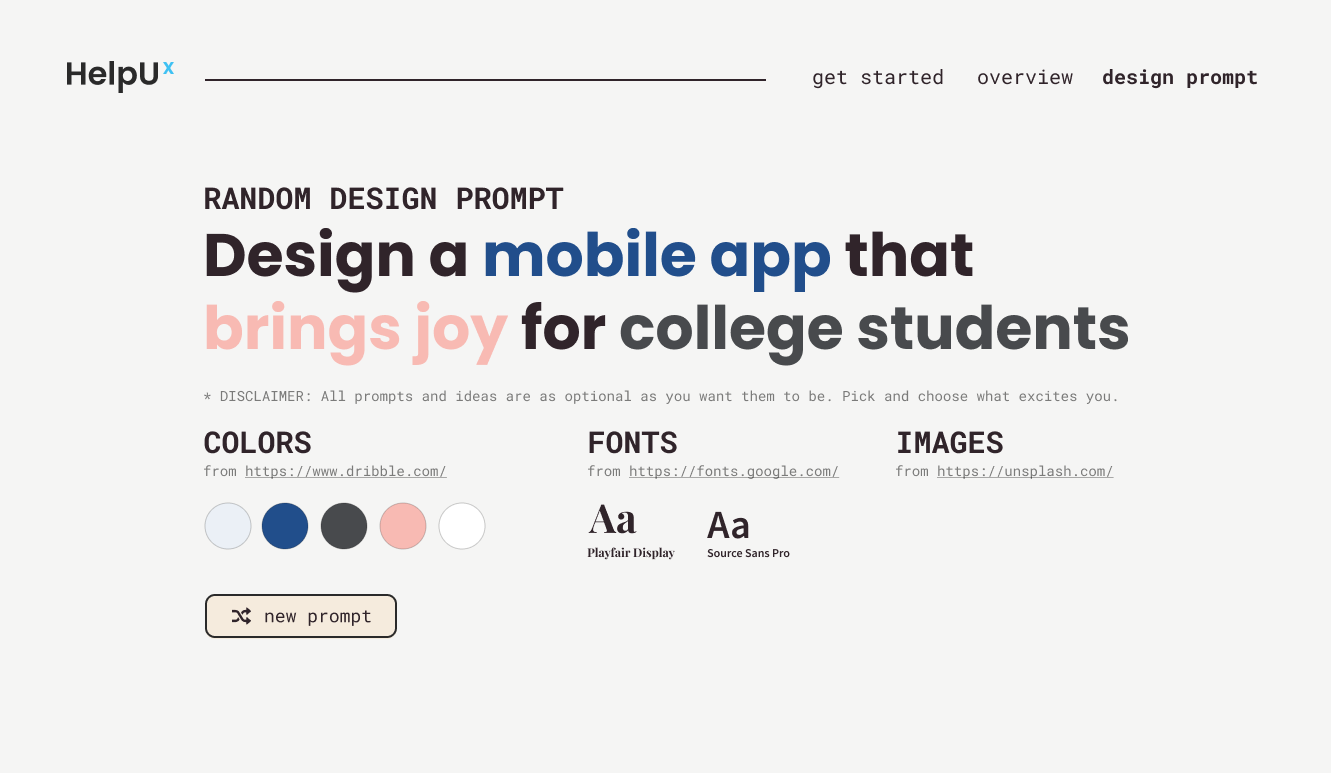 HelpUx
get started overview design prompt
RANDOM DESIGN PROMPT
Design a mobile app that
brings joy for college students
* DISCLAIMER: All prompts and ideas are as optional as you want them to be. Pick and choose what excites you.
COLORS
from https://www.dribble.com/
FONTS
from https://fonts.google.com/
Aa
Playfair Display
Aa
Source Sans Pro
IMAGES
from https://unsplash.com/
new prompt